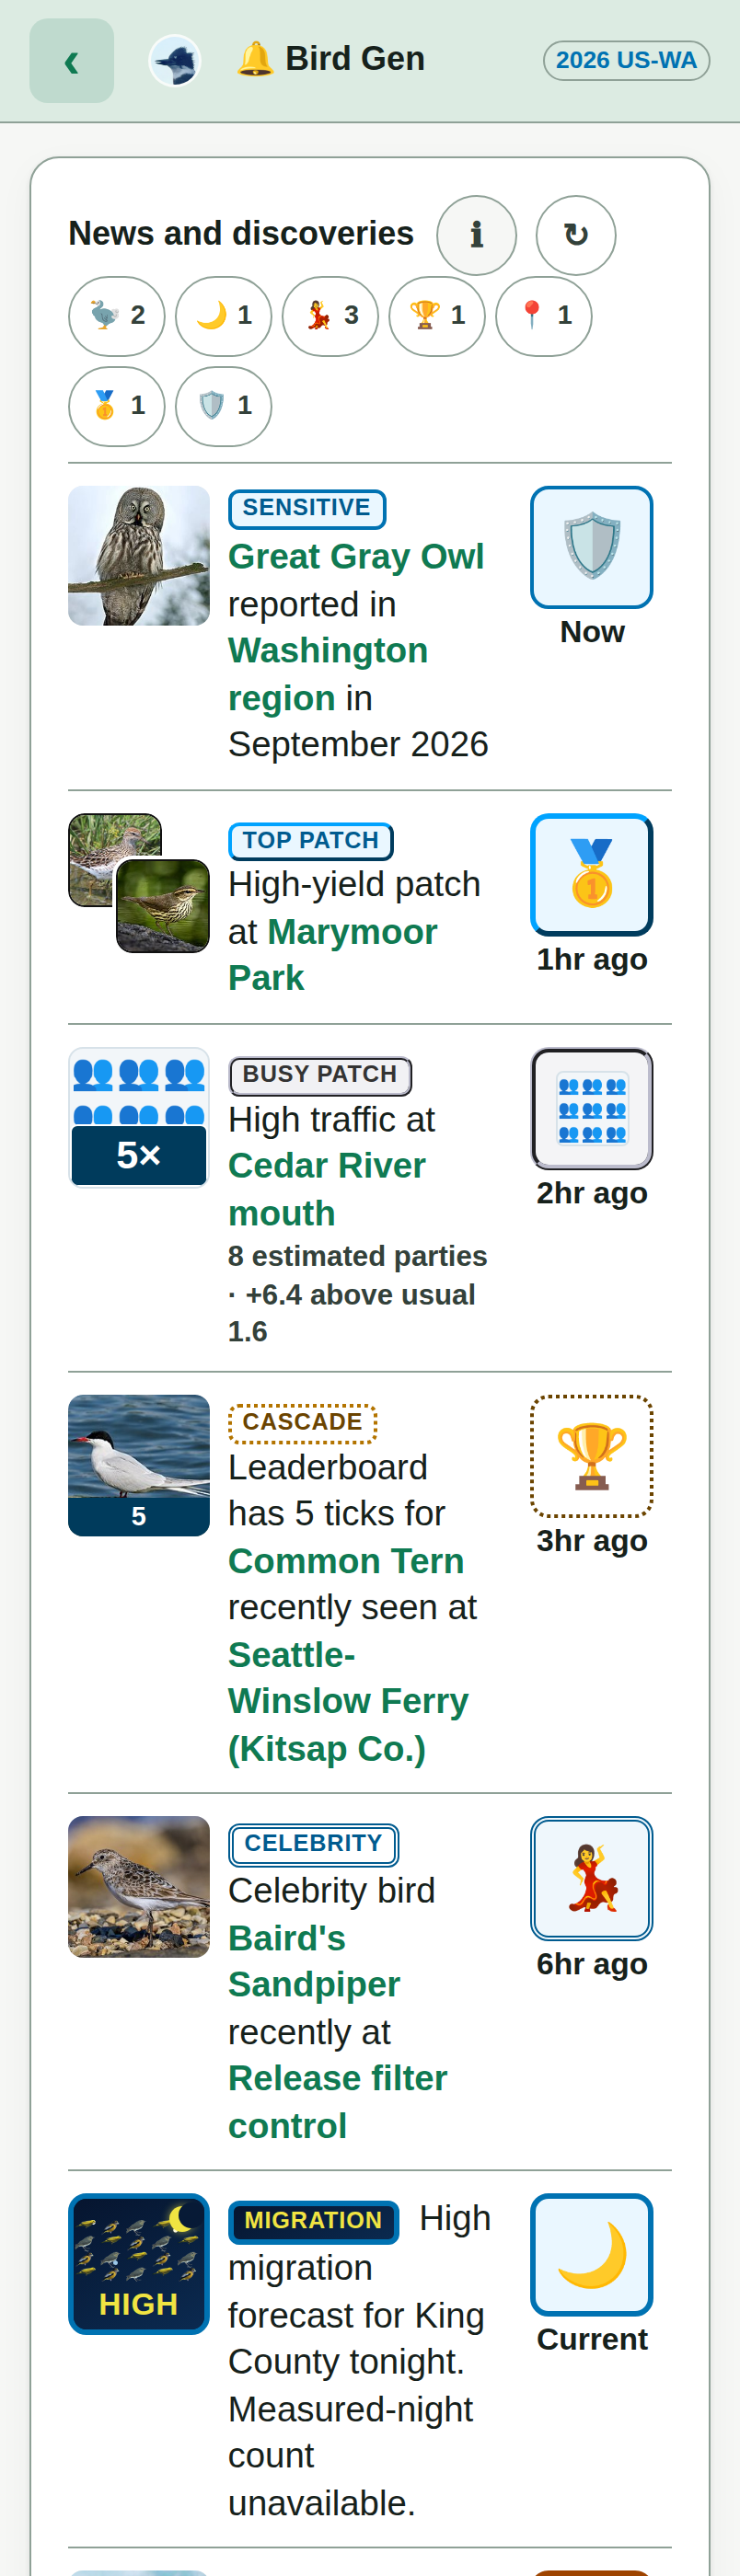 ‹ 🔔 Bird Gen 2026 US-WA
News and discoveries ℹ ↻
2 1 3 1 1
1 1
SENSITIVE
Great Gray Owl
reported in
Washington
region in
September 2026
Now
TOP PATCH
High-yield patch
at Marymoor
Park
1hr ago
5×
BUSY PATCH
High traffic at
Cedar River
mouth
8 estimated parties
· +6.4 above usual
1.6
2hr ago
5
CASCADE
Leaderboard
has 5 ticks for
Common Tern
recently seen at
Seattle-
Winslow Ferry
(Kitsap Co.)
3hr ago
CELEBRITY
Celebrity bird
Baird's
Sandpiper
recently at
Release filter
control
6hr ago
HIGH
MIGRATION High
migration
forecast for King
County tonight.
Measured-night
count
unavailable.
Current